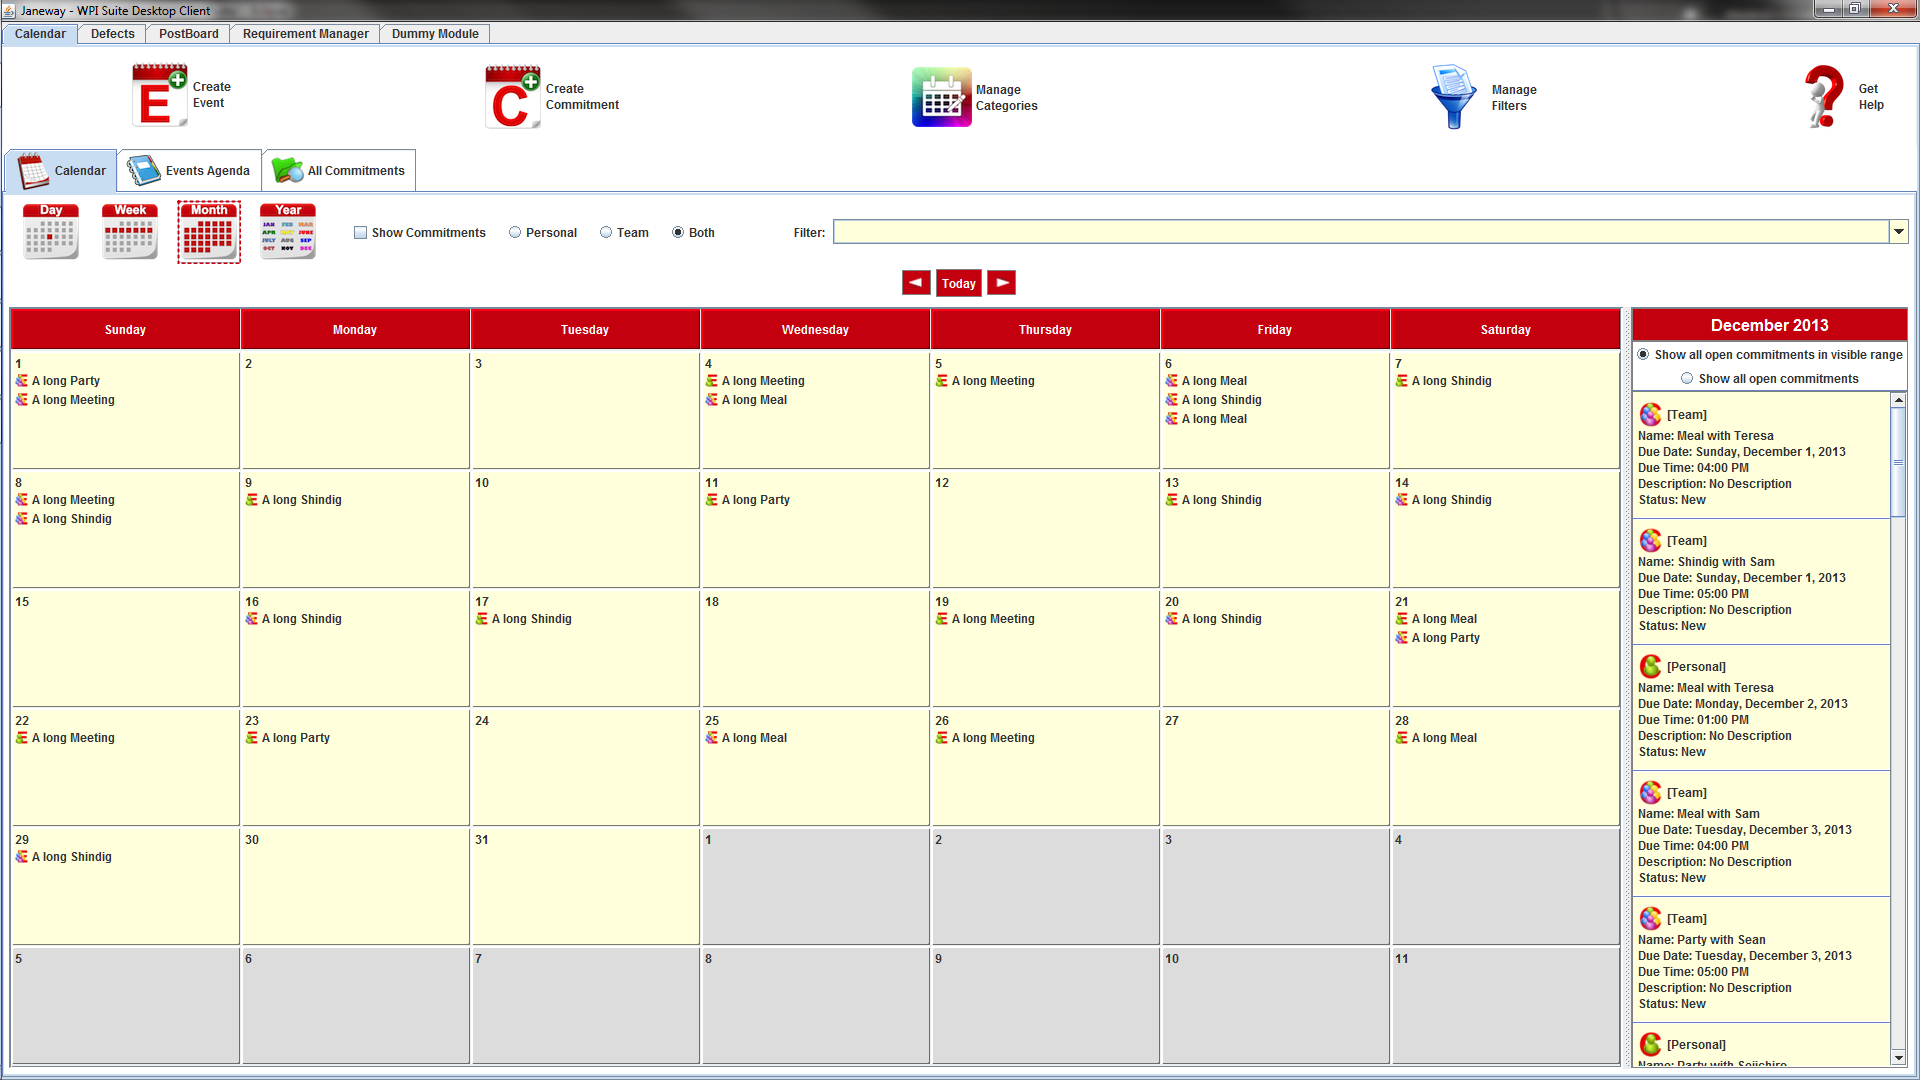 Janeway - WPI Suite Desktop Client
Calendar Defects PostBoard Requirement Manager Dummy Module
E Create Event
C Create Commitment
Manage Categories
Manage Filters
Get Help
Calendar Events Agenda All Commitments
Day Week Month Year
JAN FEB MAR
APR MAY JUN
JULY AUG SEP
OCT NOV DEC
Show Commitments Personal Team Both Filter:
Today
Sunday Monday Tuesday Wednesday Thursday Friday Saturday
1 2 3 4 5 6 7
A long Party A long Meeting A long Meeting A long Meal A long Shindig
A long Meeting A long Meal A long Shindig
A long Meal
8 9 10 11 12 13 14
A long Meeting A long Shindig A long Party A long Shindig A long Shindig
A long Shindig
15 16 17 18 19 20 21
A long Shindig A long Shindig A long Meeting A long Shindig A long Meal
A long Party
22 23 24 25 26 27 28
A long Meeting A long Party A long Meal A long Meeting A long Meal
29 30 31 1 2 3 4
A long Shindig
5 6 7 8 9 10 11
December 2013
Show all open commitments in visible range
Show all open commitments
[Team]
Name: Meal with Teresa
Due Date: Sunday, December 1, 2013
Due Time: 04:00 PM
Description: No Description
Status: New
[Team]
Name: Shindig with Sam
Due Date: Sunday, December 1, 2013
Due Time: 05:00 PM
Description: No Description
Status: New
[Personal]
Name: Meal with Teresa
Due Date: Monday, December 2, 2013
Due Time: 01:00 PM
Description: No Description
Status: New
[Team]
Name: Meal with Sam
Due Date: Tuesday, December 3, 2013
Due Time: 04:00 PM
Description: No Description
Status: New
[Team]
Name: Party with Sean
Due Date: Tuesday, December 3, 2013
Due Time: 05:00 PM
Description: No Description
Status: New
[Personal]
Name: Party with